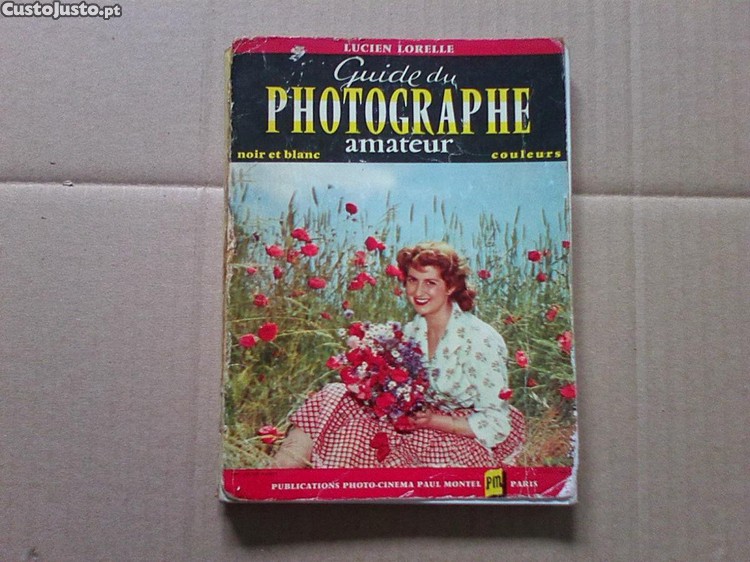 CustoJusto.pt
LUCIEN LORELLE
Guide du
PHOTOGRAPHE
amateur
noir et blanc couleurs
PUBLICATIONS PHOTO-CINEMA PAUL MONTEL PM PARIS